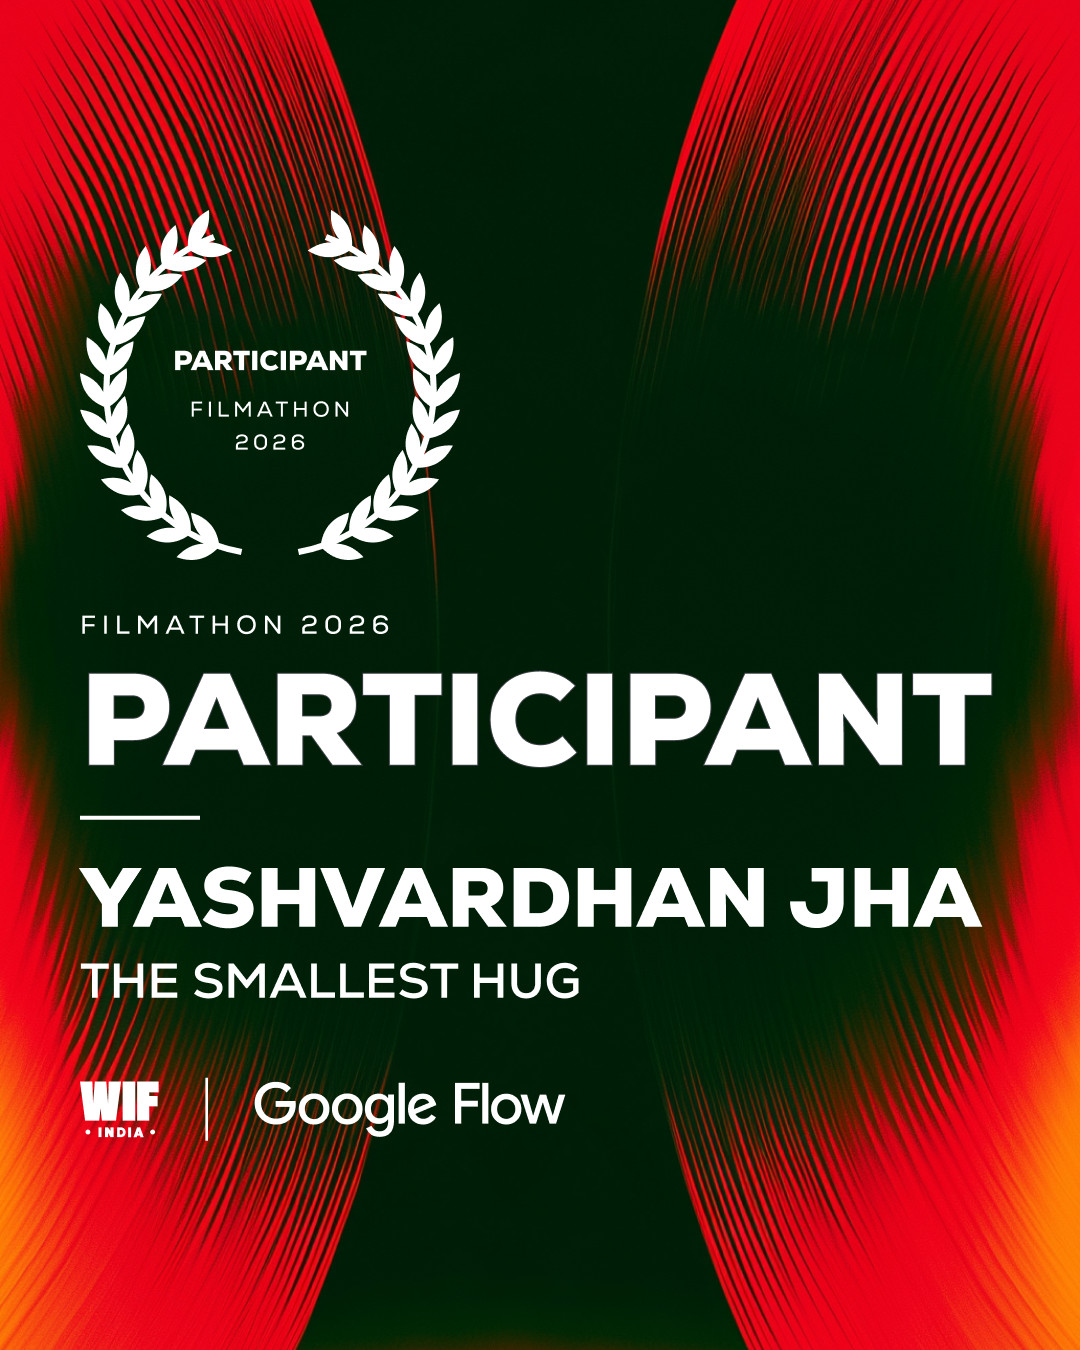 PARTICIPANT
FILMATHON
2026
FILMATHON 2026
PARTICIPANT
YASHVARDHAN JHA
THE SMALLEST HUG
WIF
• INDIA •
Google Flow